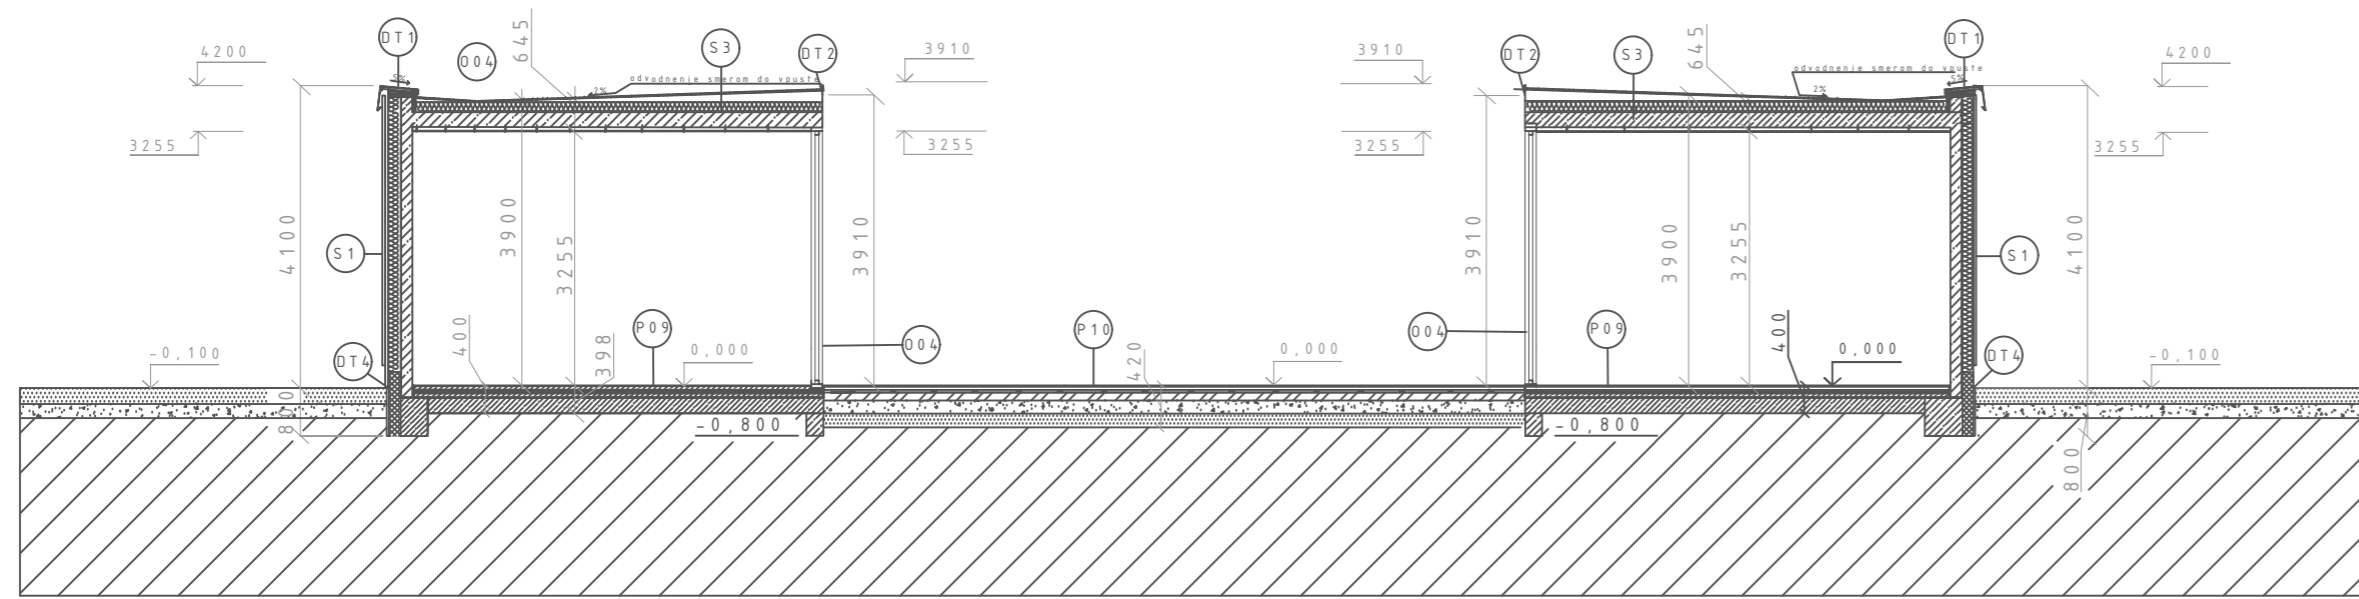 DT1
4200
5%
O04
645
S3
DT2
3910
odvodnenie smerom do vpuste
2%
3255
3255
4100
S1
3900
3255
3910
400
398
P09
0,000
O04
DT4
-0,100
800
-0,800
P10
420
0,000
3910
DT2
S3
645
DT1
4200
odvodnenie smerom do vpuste
5%
2%
3255
3255
3910
3900
3255
4100
S1
O04
P09
400
0,000
DT4
-0,100
-0,800
800